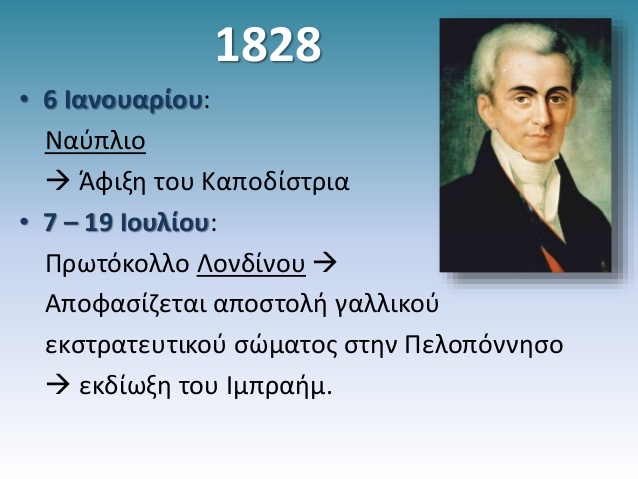 1828
• 6 Ιανουαρίου:
Ναύπλιο
→ Άφιξη του Καποδίστρια
• 7 – 19 Ιουλίου:
Πρωτόκολλο Λονδίνου →
Αποφασίζεται αποστολή γαλλικού
εκστρατευτικού σώματος στην Πελοπόννησο
→ εκδίωξη του Ιμπραήμ.